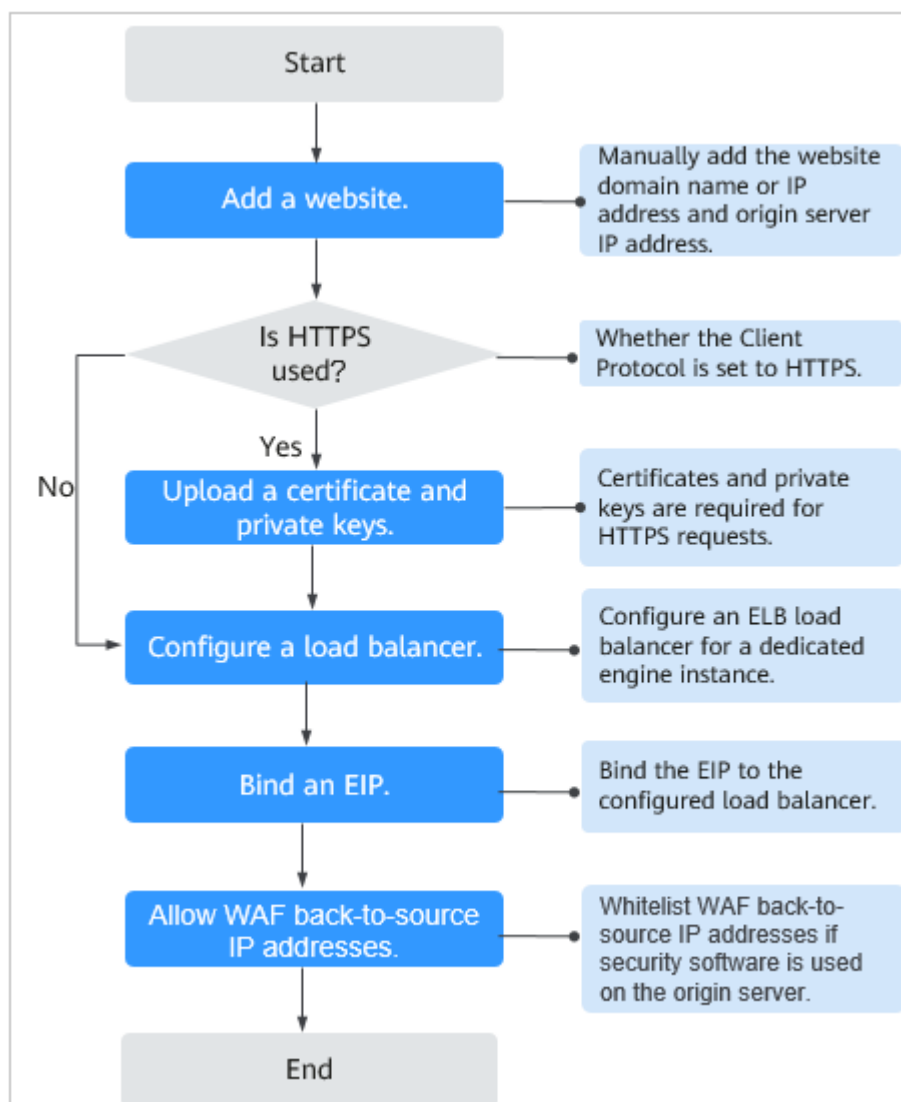 Start
Add a website.
Manually add the website
domain name or IP
address and origin server
IP address.
Is HTTPS
used?
Whether the Client
Protocol is set to HTTPS.
Yes
No
Upload a certificate and
private keys.
Certificates and private
keys are required for
HTTPS requests.
Configure a load balancer.
Configure an ELB load
balancer for a dedicated
engine instance.
Bind an EIP.
Bind the EIP to the
configured load balancer.
Allow WAF back-to-source
IP addresses.
Whitelist WAF back-to-
source IP addresses if
security software is used
on the origin server.
End